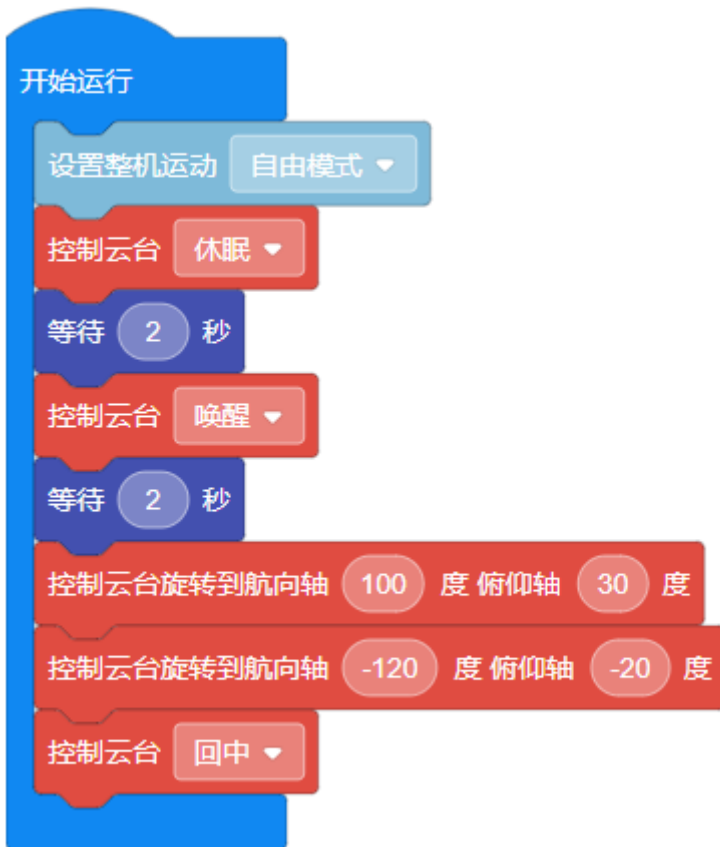 开始运行
设置整机运动 自由模式
控制云台 休眠
等待 2 秒
控制云台 唤醒
等待 2 秒
控制云台旋转到航向轴 100 度 俯仰轴 30 度
控制云台旋转到航向轴 -120 度 俯仰轴 -20 度
控制云台 回中